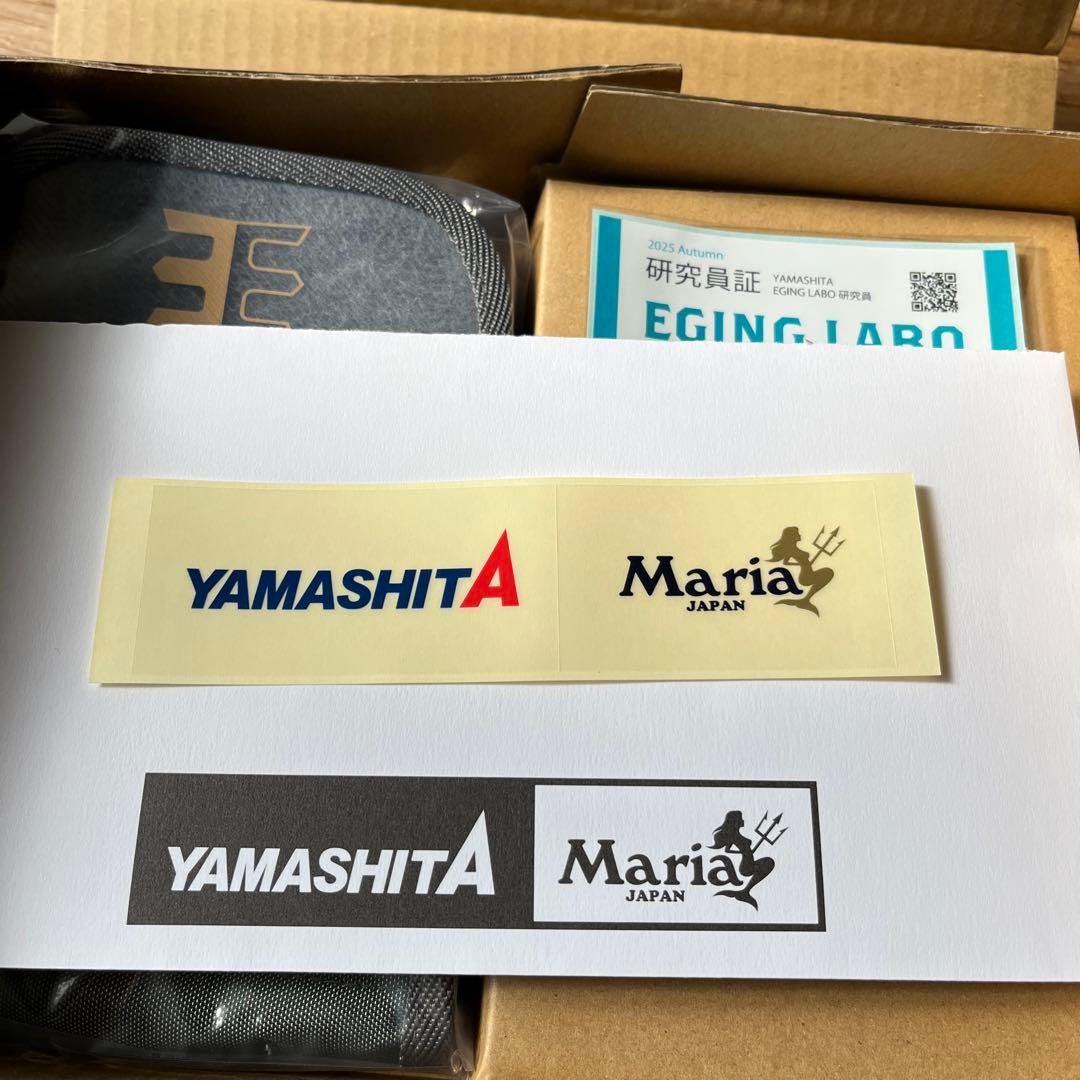 2025 Autumn
研究員証
YAMASHITA
EGING LABO 研究員
EGING LABO
YAMASHITA
Maria
JAPAN
YAMASHITA
Maria
JAPAN